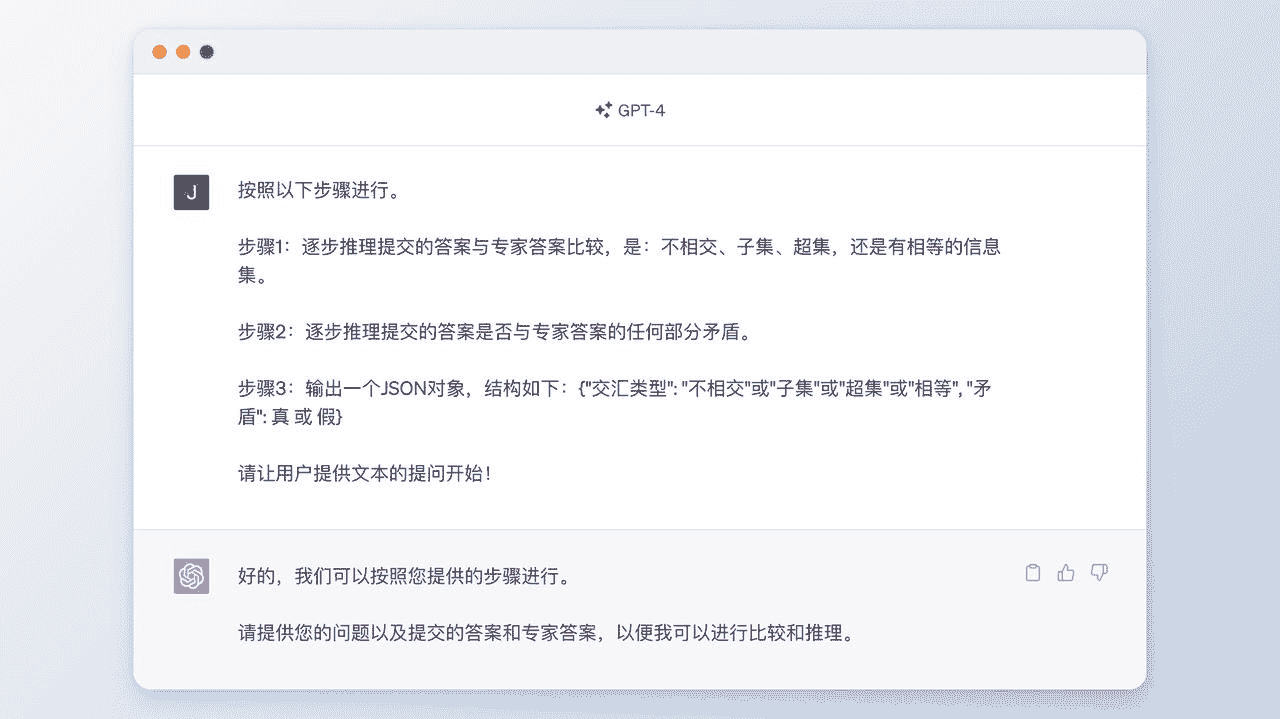 GPT-4
J
按照以下步骤进行。
步骤1：逐步推理提交的答案与专家答案比较，是：不相交、子集、超集，还是有相等的信息
集。
步骤2：逐步推理提交的答案是否与专家答案的任何部分矛盾。
步骤3：输出一个JSON对象，结构如下：{"交汇类型": "不相交"或"子集"或"超集"或"相等", "矛
盾": 真 或 假}
请让用户提供文本的提问开始！
好的，我们可以按照您提供的步骤进行。
请提供您的问题以及提交的答案和专家答案，以便我可以进行比较和推理。